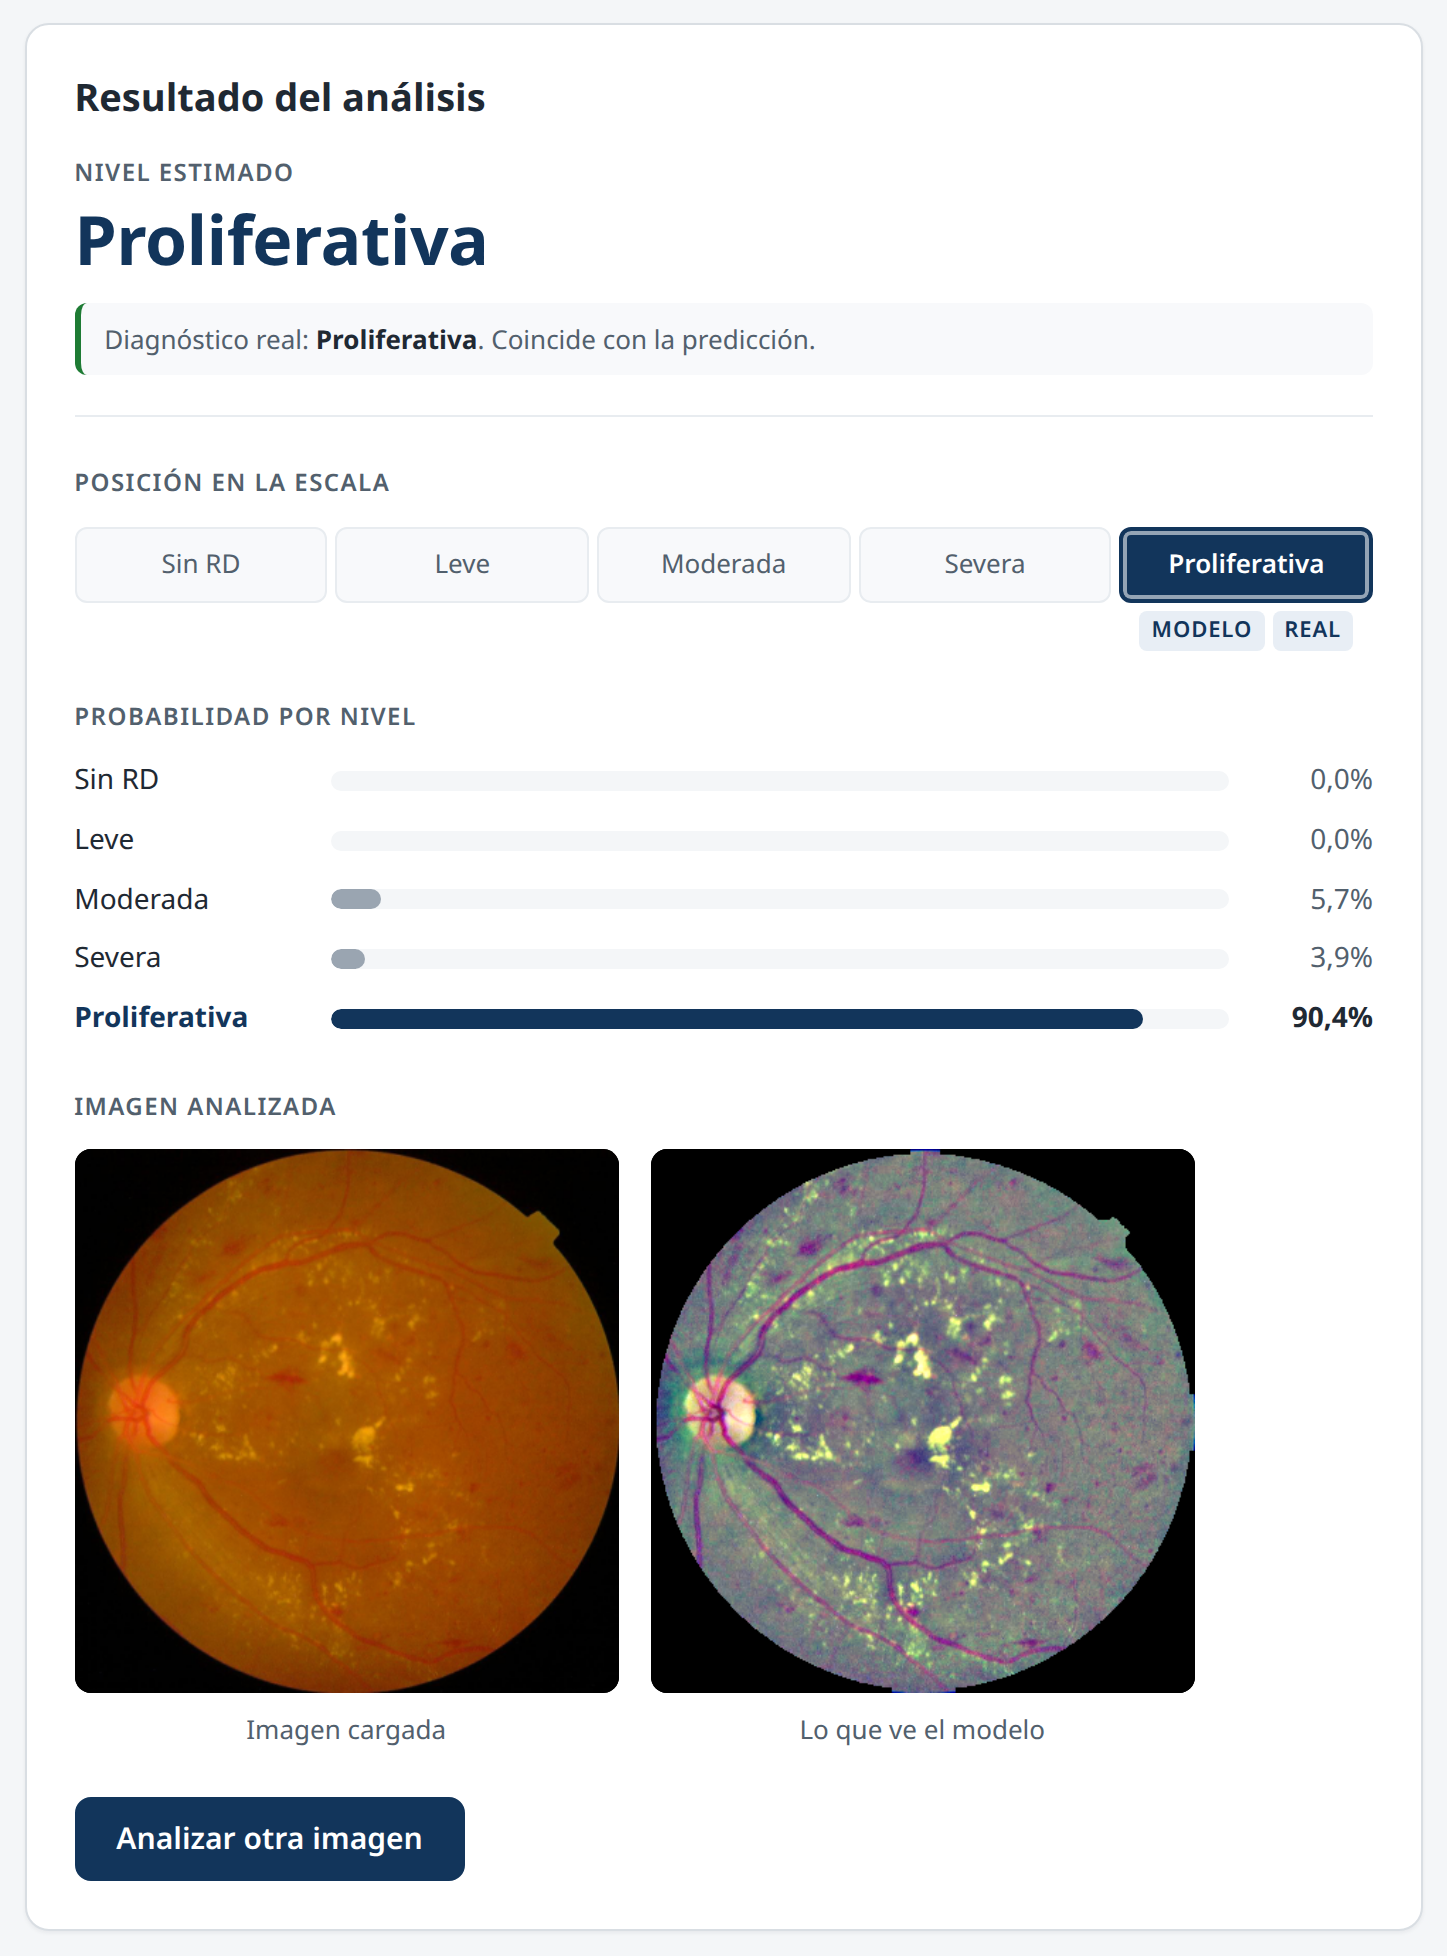 Resultado del análisis
NIVEL ESTIMADO
Proliferativa
Diagnóstico real: Proliferativa. Coincide con la predicción.
POSICIÓN EN LA ESCALA
Sin RD Leve Moderada Severa Proliferativa
MODELO REAL
PROBABILIDAD POR NIVEL
Sin RD 0,0%
Leve 0,0%
Moderada 5,7%
Severa 3,9%
Proliferativa 90,4%
IMAGEN ANALIZADA
Imagen cargada Lo que ve el modelo
Analizar otra imagen